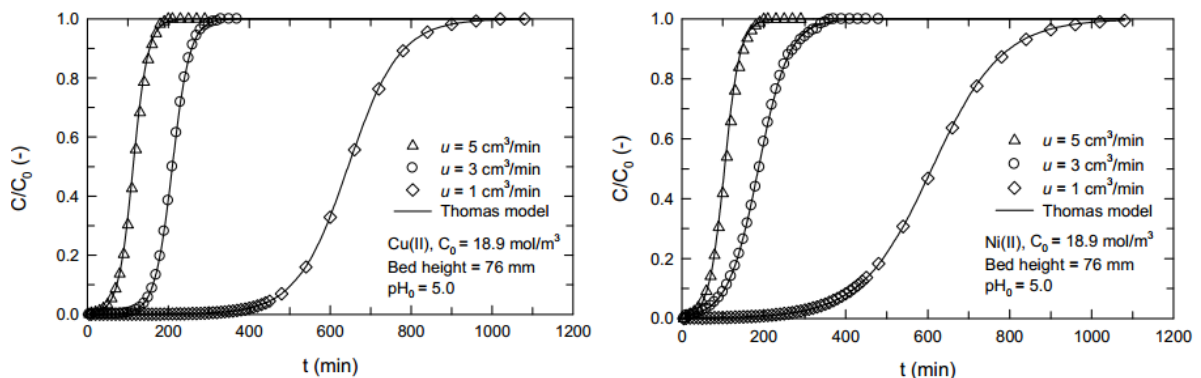 C/C0 (-)
1.0
0.8
0.6
0.4
0.2
0.0
u = 5 cm³/min
u = 3 cm³/min
u = 1 cm³/min
Thomas model
Cu(II), C0 = 18.9 mol/m³
Bed height = 76 mm
pH0 = 5.0
0 200 400 600 800 1000 1200
t (min)
C/C0 (-)
1.0
0.8
0.6
0.4
0.2
0.0
u = 5 cm³/min
u = 3 cm³/min
u = 1 cm³/min
Thomas model
Ni(II), C0 = 18.9 mol/m³
Bed height = 76 mm
pH0 = 5.0
0 200 400 600 800 1000 1200
t (min)